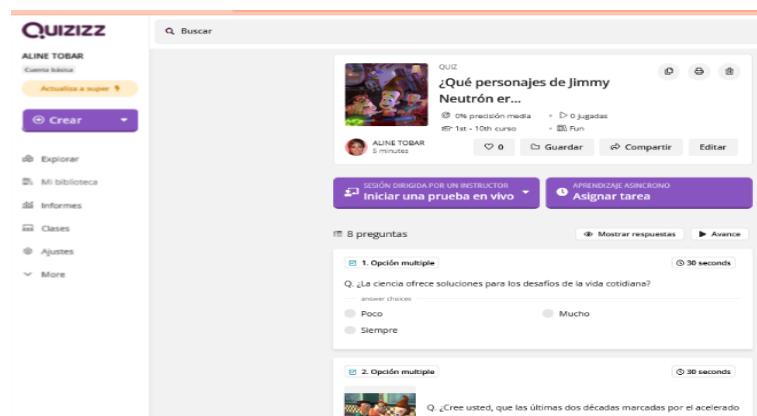 QUIZIZZ
Buscar
ALINE TOBAR
Cuenta básica
Actualiza a super
Crear
Explorar
Mi biblioteca
Informes
Clases
Ajustes
More
QUIZ
¿Qué personajes de Jimmy
Neutrón er...
0% precisión media • 0 jugadas
1st - 10th curso • Fun
ALINE TOBAR
5 minutes
0 Guardar Compartir Editar
SESIÓN DIRIGIDA POR UN INSTRUCTOR
Iniciar una prueba en vivo
APRENDIZAJE ASINCRONO
Asignar tarea
8 preguntas
Mostrar respuestas Avance
1. Opción multiple 30 seconds
Q. ¿La ciencia ofrece soluciones para los desafíos de la vida cotidiana?
answer choices
Poco Mucho
Siempre
2. Opción multiple 30 seconds
Q. ¿Cree usted, que las últimas dos décadas marcadas por el acelerado